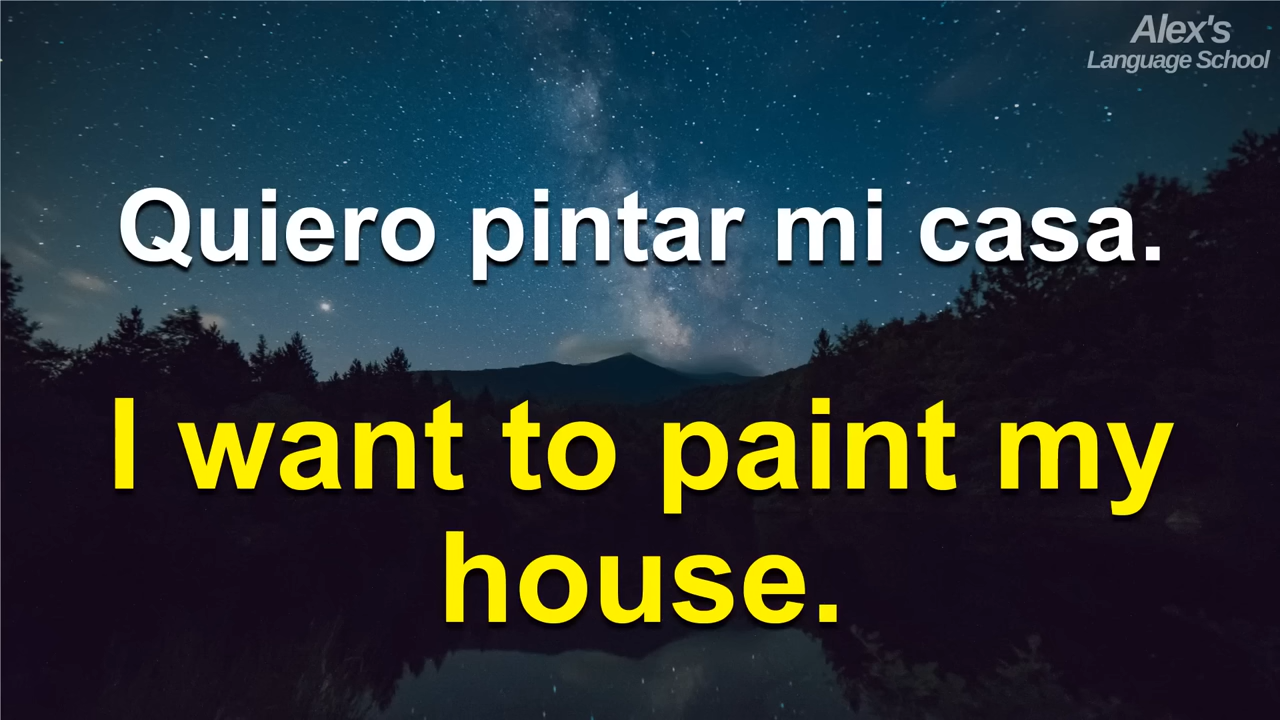 Alex's
Language School
Quiero pintar mi casa.
I want to paint my
house.